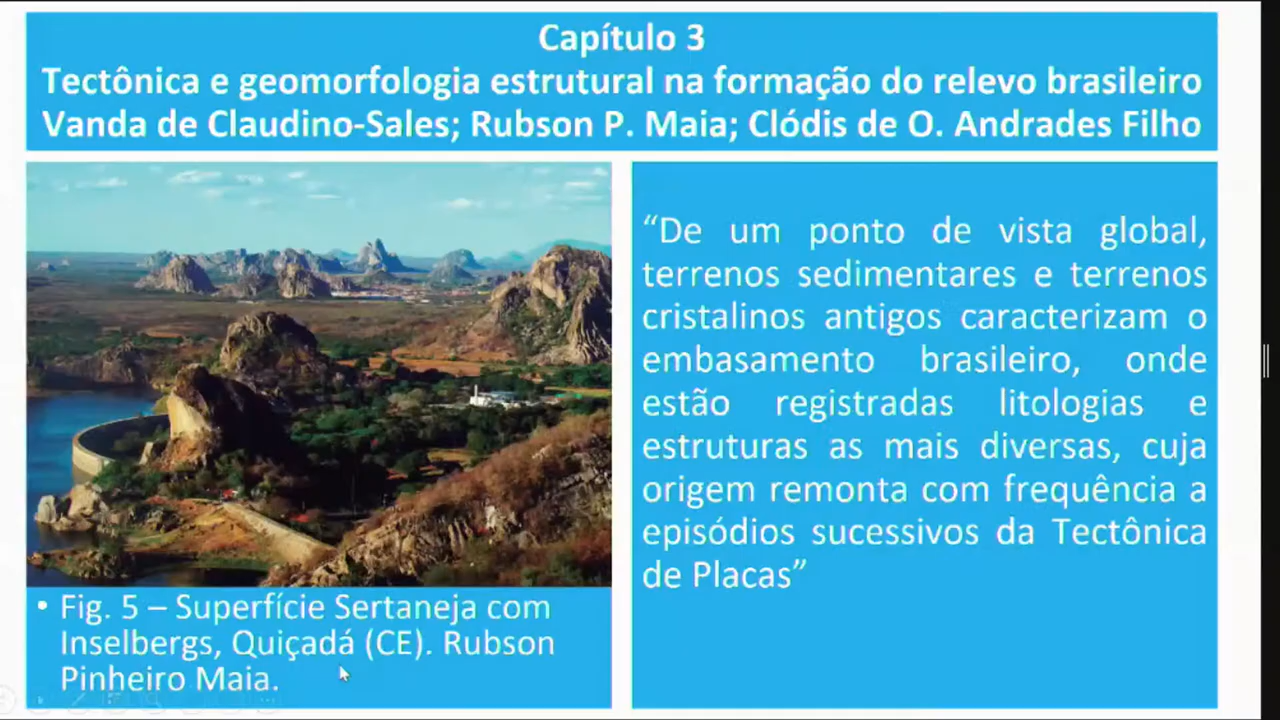 Capítulo 3
Tectônica e geomorfologia estrutural na formação do relevo brasileiro
Vanda de Claudino-Sales; Rubson P. Maia; Clódis de O. Andrades Filho
• Fig. 5 – Superfície Sertaneja com
Inselbergs, Quiçadá (CE). Rubson
Pinheiro Maia.
“De um ponto de vista global,
terrenos sedimentares e terrenos
cristalinos antigos caracterizam o
embasamento brasileiro, onde
estão registradas litologias e
estruturas as mais diversas, cuja
origem remonta com frequência a
episódios sucessivos da Tectônica
de Placas”